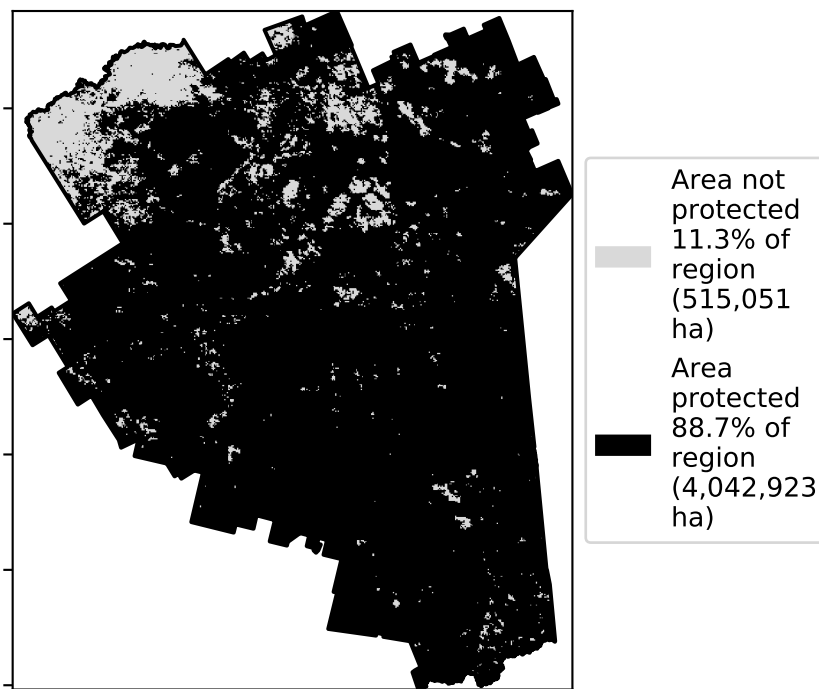 Area not
protected
11.3% of
region
(515,051
ha)
Area
protected
88.7% of
region
(4,042,923
ha)